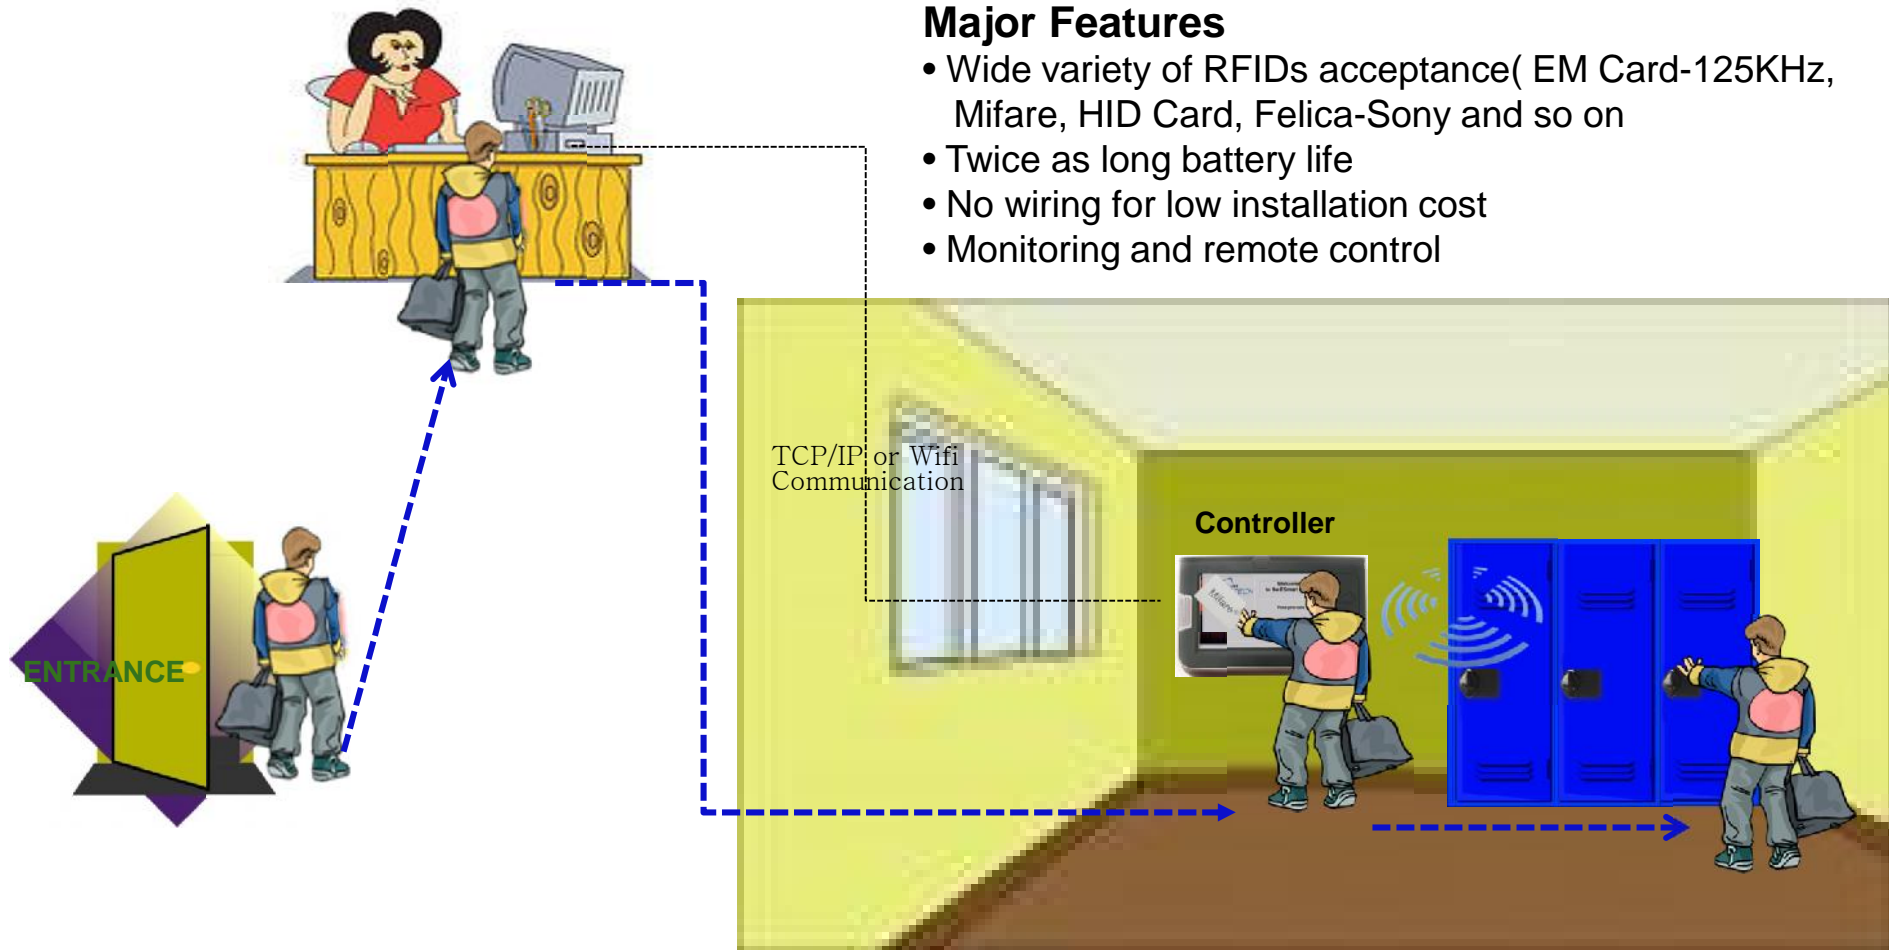 Major Features
• Wide variety of RFIDs acceptance( EM Card-125KHz,
Mifare, HID Card, Felica-Sony and so on
• Twice as long battery life
• No wiring for low installation cost
• Monitoring and remote control
TCP/IP or Wifi
Communication
Controller
ENTRANCE